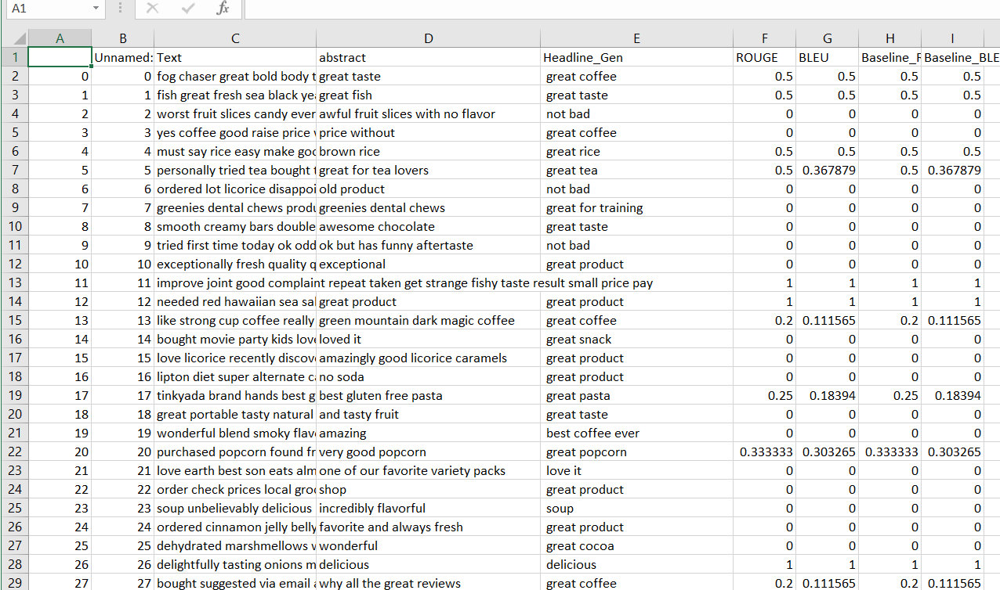 A1 fx
A B C D E F G H I
1 Unnamed: Text abstract Headline_Gen ROUGE BLEU Baseline_F Baseline_BLE
2 0 0 fog chaser great bold body t great taste great coffee 0.5 0.5 0.5 0.5
3 1 1 fish great fresh sea black yea great fish great taste 0.5 0.5 0.5 0.5
4 2 2 worst fruit slices candy ever awful fruit slices with no flavor not bad 0 0 0 0
5 3 3 yes coffee good raise price price without great coffee 0 0 0 0
6 4 4 must say rice easy make goo brown rice great rice 0.5 0.5 0.5 0.5
7 5 5 personally tried tea bought t great for tea lovers great tea 0.5 0.367879 0.5 0.367879
8 6 6 ordered lot licorice disappoi old product not bad 0 0 0 0
9 7 7 greenies dental chews produ greenies dental chews great for training 0 0 0 0
10 8 8 smooth creamy bars double awesome chocolate great taste 0 0 0 0
11 9 9 tried first time today ok odd ok but has funny aftertaste not bad 0 0 0 0
12 10 10 exceptionally fresh quality q exceptional great product 0 0 0 0
13 11 11 improve joint good complaint repeat taken get strange fishy taste result small price pay 1 1 1 1
14 12 12 needed red hawaiian sea sal great product great product 1 1 1 1
15 13 13 like strong cup coffee really green mountain dark magic coffee great coffee 0.2 0.111565 0.2 0.111565
16 14 14 bought movie party kids love loved it great snack 0 0 0 0
17 15 15 love licorice recently discov amazingly good licorice caramels great product 0 0 0 0
18 16 16 lipton diet super alternate ca no soda great product 0 0 0 0
19 17 17 tinkyada brand hands best g best gluten free pasta great pasta 0.25 0.18394 0.25 0.18394
20 18 18 great portable tasty natural and tasty fruit great taste 0 0 0 0
21 19 19 wonderful blend smoky flav amazing best coffee ever 0 0 0 0
22 20 20 purchased popcorn found fr very good popcorn great popcorn 0.333333 0.303265 0.333333 0.303265
23 21 21 love earth best son eats alm one of our favorite variety packs love it 0 0 0 0
24 22 22 order check prices local groc shop great product 0 0 0 0
25 23 23 soup unbelievably delicious incredibly flavorful soup 0 0 0 0
26 24 24 ordered cinnamon jelly belly favorite and always fresh great product 0 0 0 0
27 25 25 dehydrated marshmellows v wonderful great cocoa 0 0 0 0
28 26 26 delightfully tasting onions m delicious delicious 1 1 1 1
29 27 27 bought suggested via email why all the great reviews great coffee 0.2 0.111565 0.2 0.111565